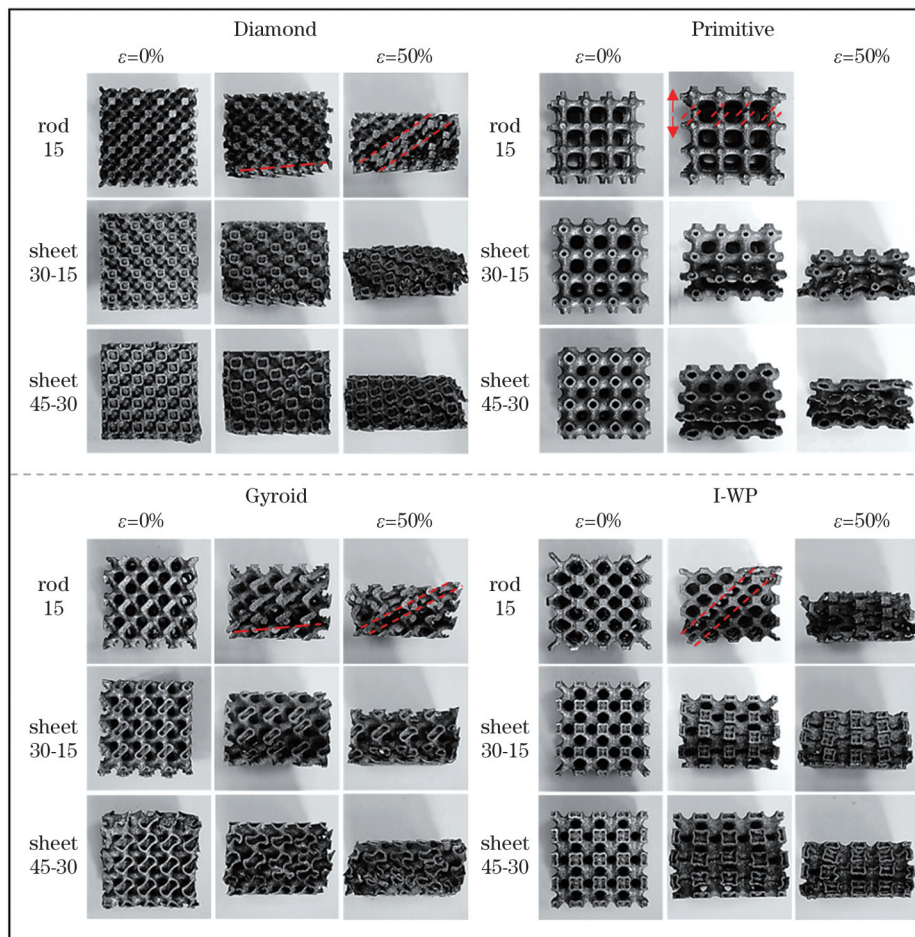 Diamond
ε=0% ε=50%
rod
15
sheet
30-15
sheet
45-30
Primitive
ε=0% ε=50%
rod
15
sheet
30-15
sheet
45-30
Gyroid
ε=0% ε=50%
rod
15
sheet
30-15
sheet
45-30
I-WP
ε=0% ε=50%
rod
15
sheet
30-15
sheet
45-30